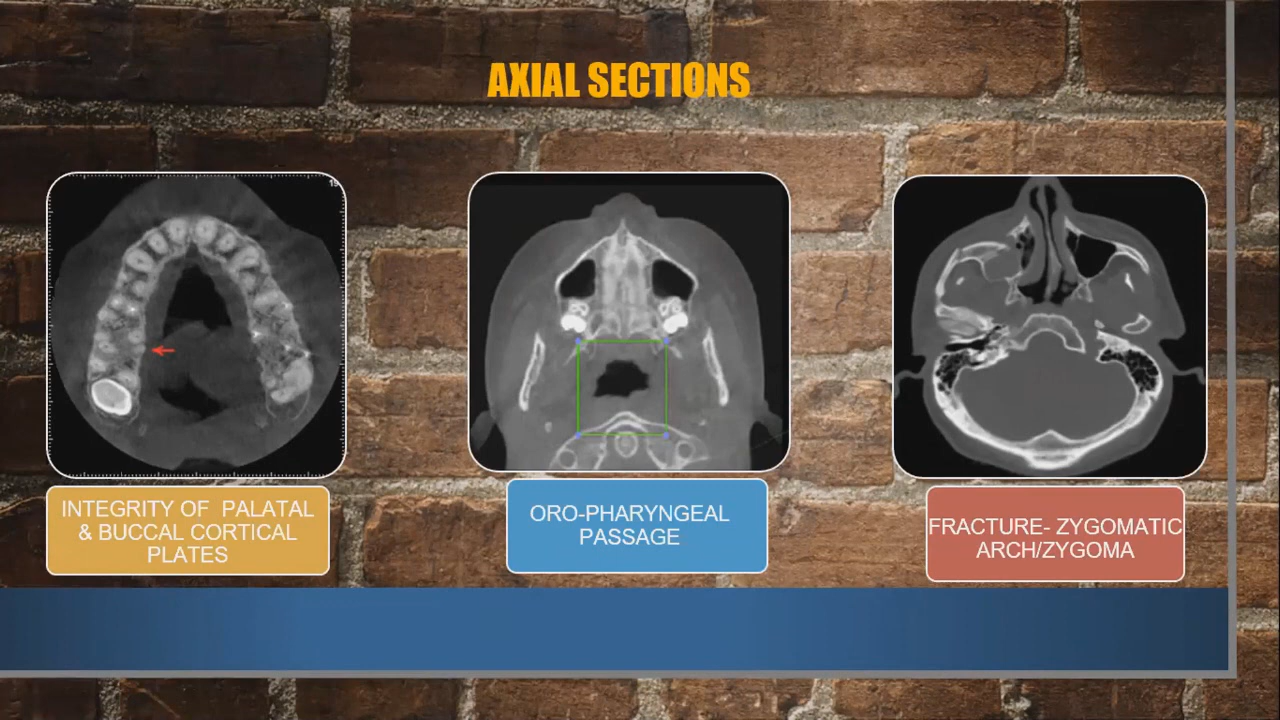 AXIAL SECTIONS
INTEGRITY OF PALATAL
& BUCCAL CORTICAL
PLATES
ORO-PHARYNGEAL
PASSAGE
FRACTURE- ZYGOMATIC
ARCH/ZYGOMA